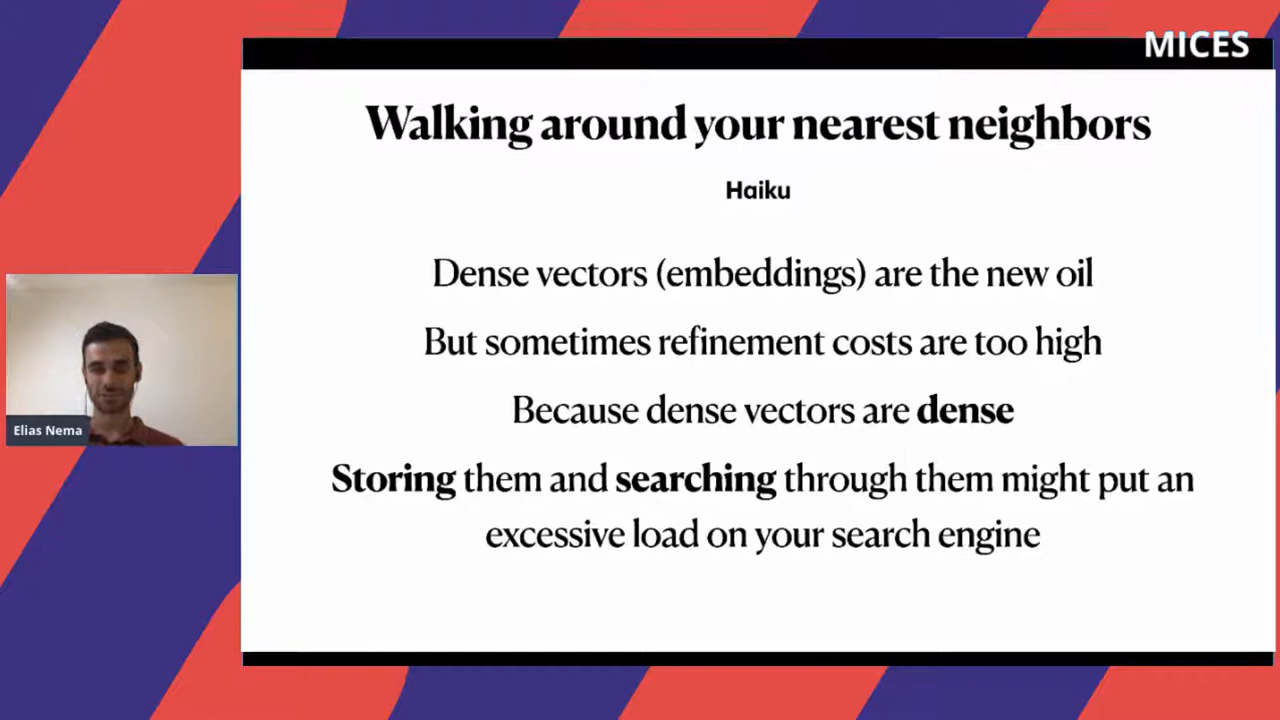 MICES
Walking around your nearest neighbors
Haiku
Dense vectors (embeddings) are the new oil
But sometimes refinement costs are too high
Because dense vectors are dense
Storing them and searching through them might put an
excessive load on your search engine
Elias Nema